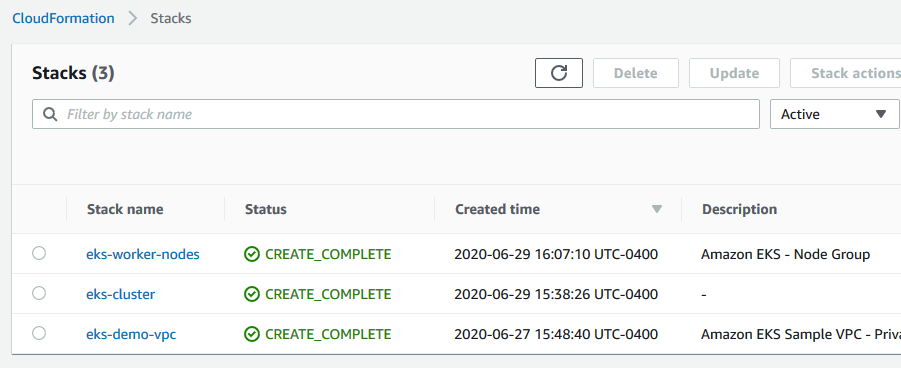 CloudFormation > Stacks
Stacks (3)
Delete
Update
Stack actions
Filter by stack name
Active
Stack name Status Created time Description
eks-worker-nodes CREATE_COMPLETE 2020-06-29 16:07:10 UTC-0400 Amazon EKS - Node Group
eks-cluster CREATE_COMPLETE 2020-06-29 15:38:26 UTC-0400 -
eks-demo-vpc CREATE_COMPLETE 2020-06-27 15:48:40 UTC-0400 Amazon EKS Sample VPC - Priva